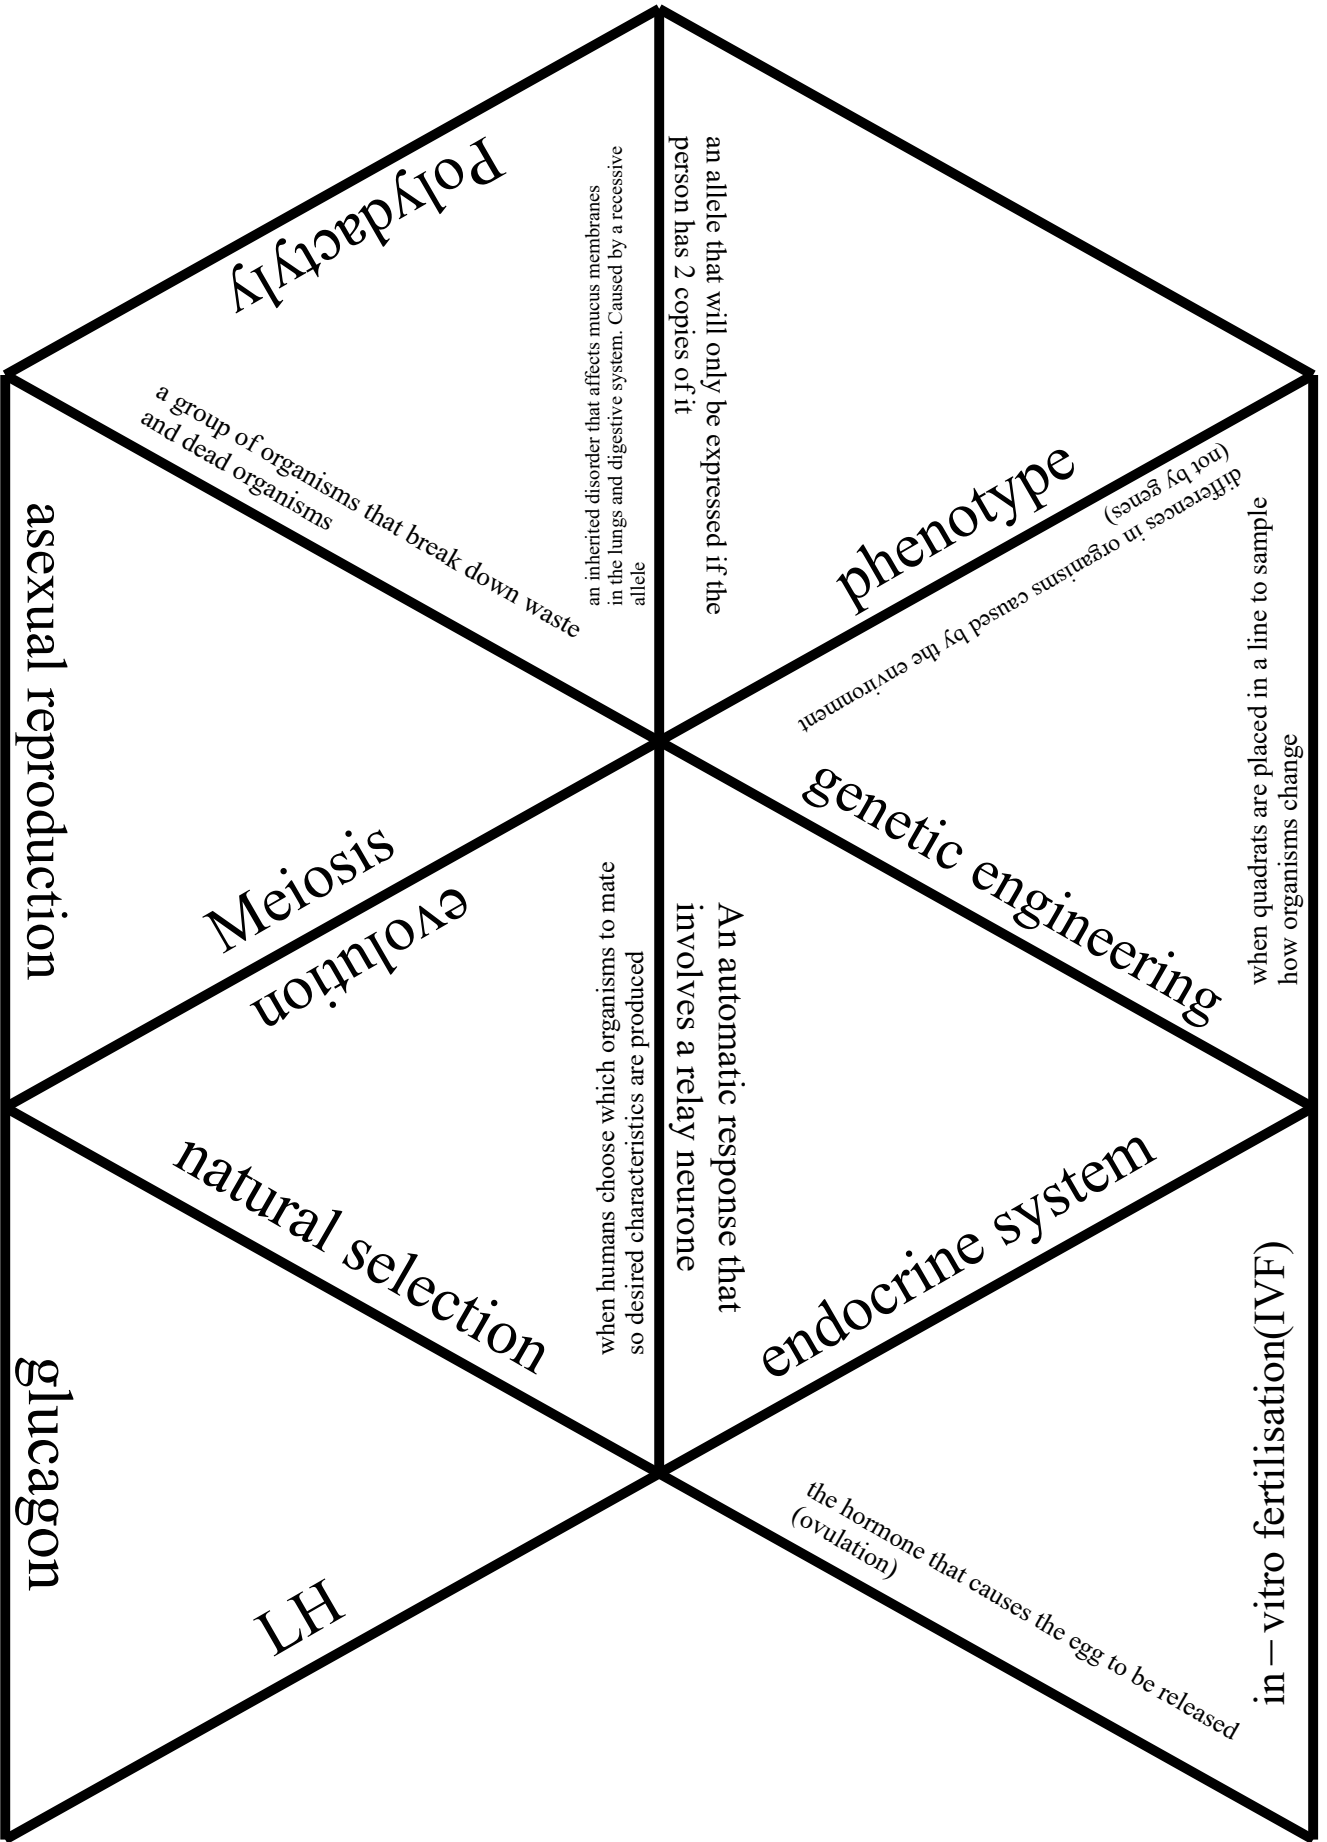 Polydactyly
an inherited disorder that affects mucus membranes
in the lungs and digestive system. Caused by a recessive
allele
a group of organisms that break down waste
and dead organisms
an allele that will only be expressed if the
person has 2 copies of it
phenotype
differences in organisms caused by the environment
(not by genes)
when quadrats are placed in a line to sample
how organisms change
genetic engineering
asexual reproduction
Meiosis
evolution
when humans choose which organisms to mate
so desired characteristics are produced
natural selection
An automatic response that
involves a relay neurone
endocrine system
in–vitro fertilisation(IVF)
the hormone that causes the egg to be released
(ovulation)
glucagon
LH